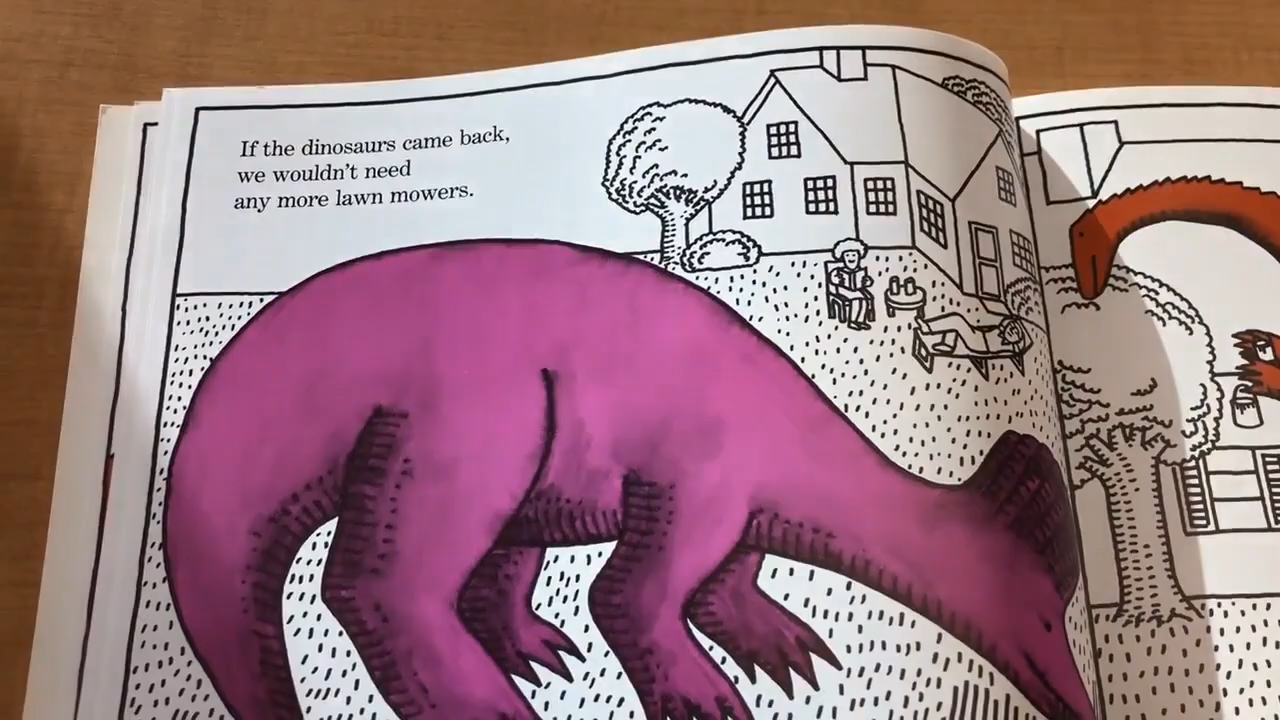 If the dinosaurs came back,
we wouldn't need
any more lawn mowers.